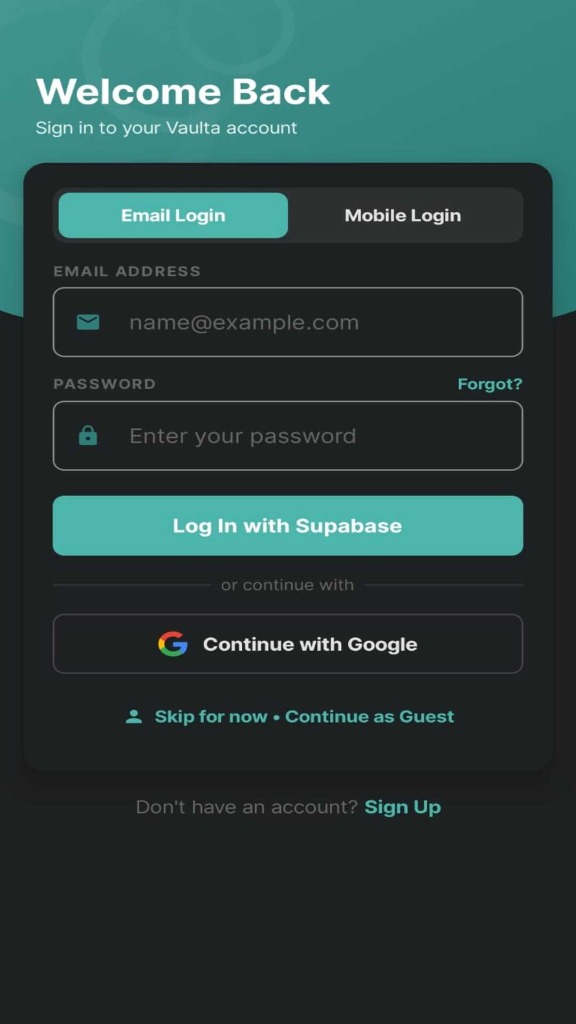 Welcome Back
Sign in to your Vaulta account
Email Login
Mobile Login
EMAIL ADDRESS
name@example.com
PASSWORD
Forgot?
Enter your password
Log In with Supabase
or continue with
Continue with Google
Skip for now • Continue as Guest
Don't have an account? Sign Up